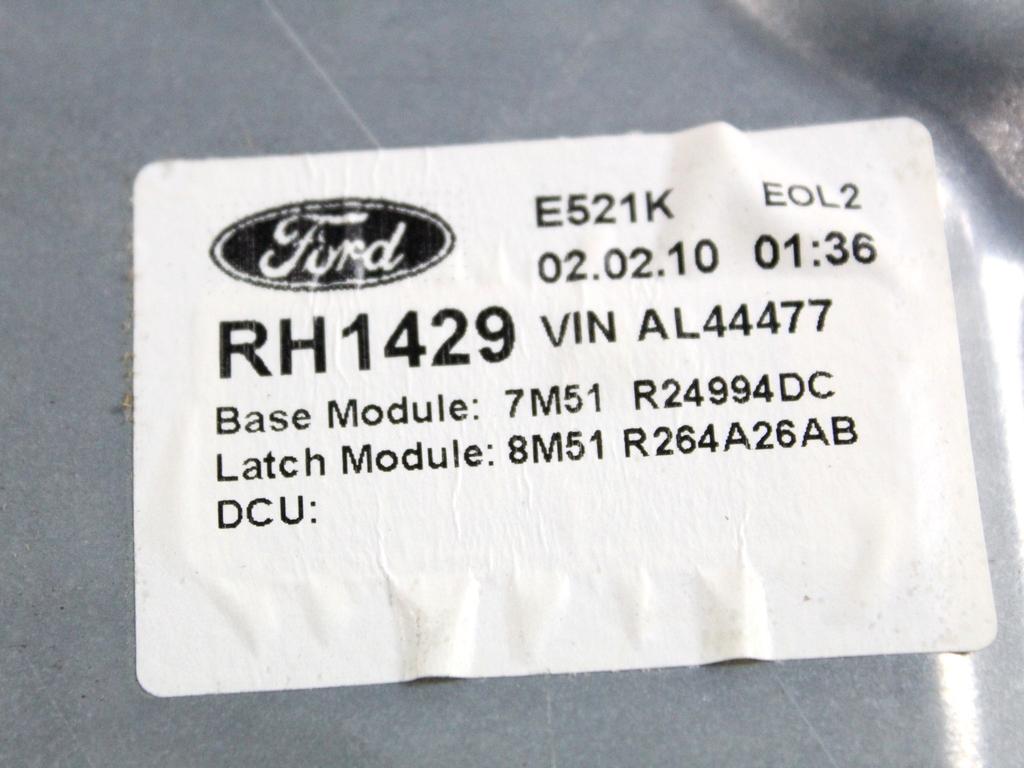 Ford
E521K EOL2
02.02.10 01:36
RH1429 VIN AL44477
Base Module: 7M51 R24994DC
Latch Module: 8M51 R264A26AB
DCU: